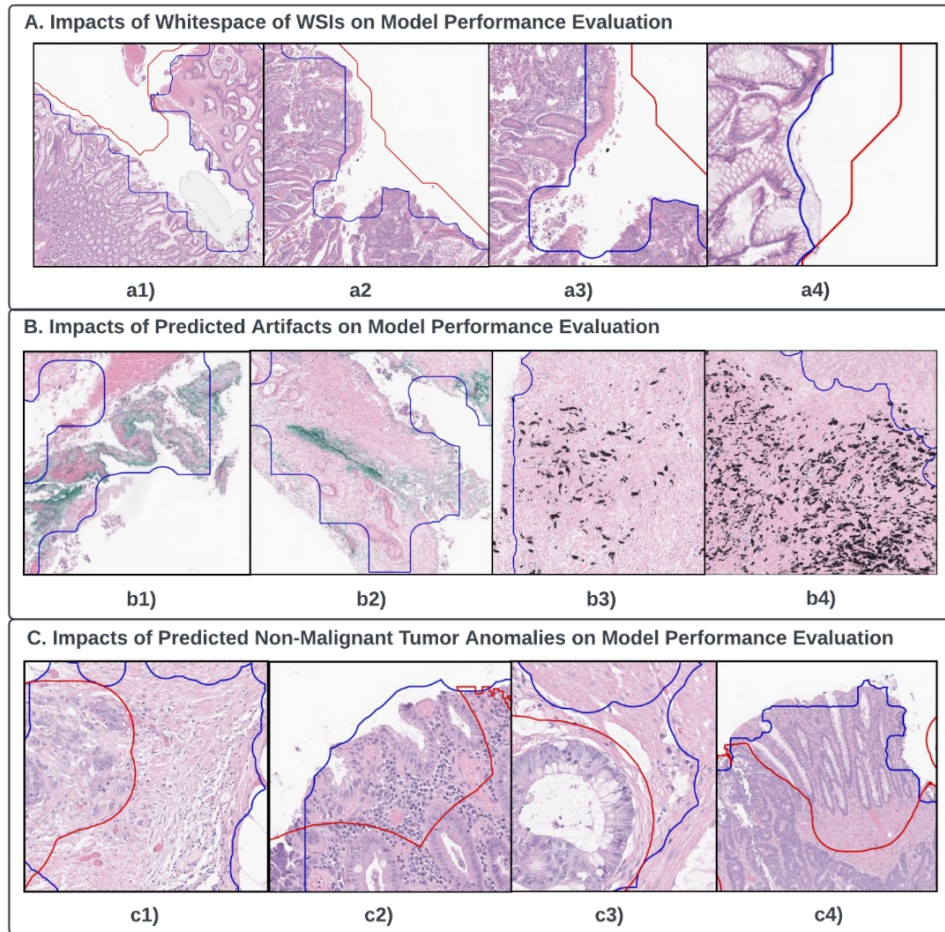 A. Impacts of Whitespace of WSIs on Model Performance Evaluation
a1) a2 a3) a4)
B. Impacts of Predicted Artifacts on Model Performance Evaluation
b1) b2) b3) b4)
C. Impacts of Predicted Non-Malignant Tumor Anomalies on Model Performance Evaluation
c1) c2) c3) c4)